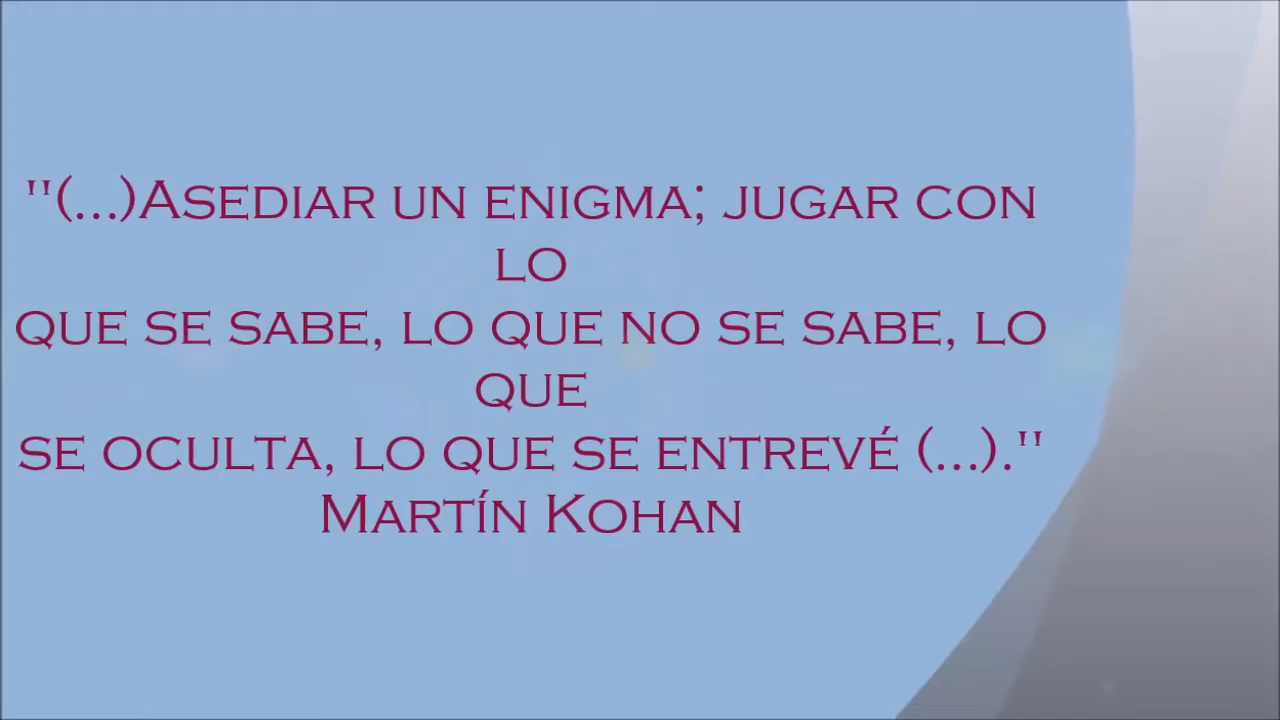 "(...)Asediar un enigma; jugar con
lo
que se sabe, lo que no se sabe, lo
que
se oculta, lo que se entrevé (...)."
Martín Kohan